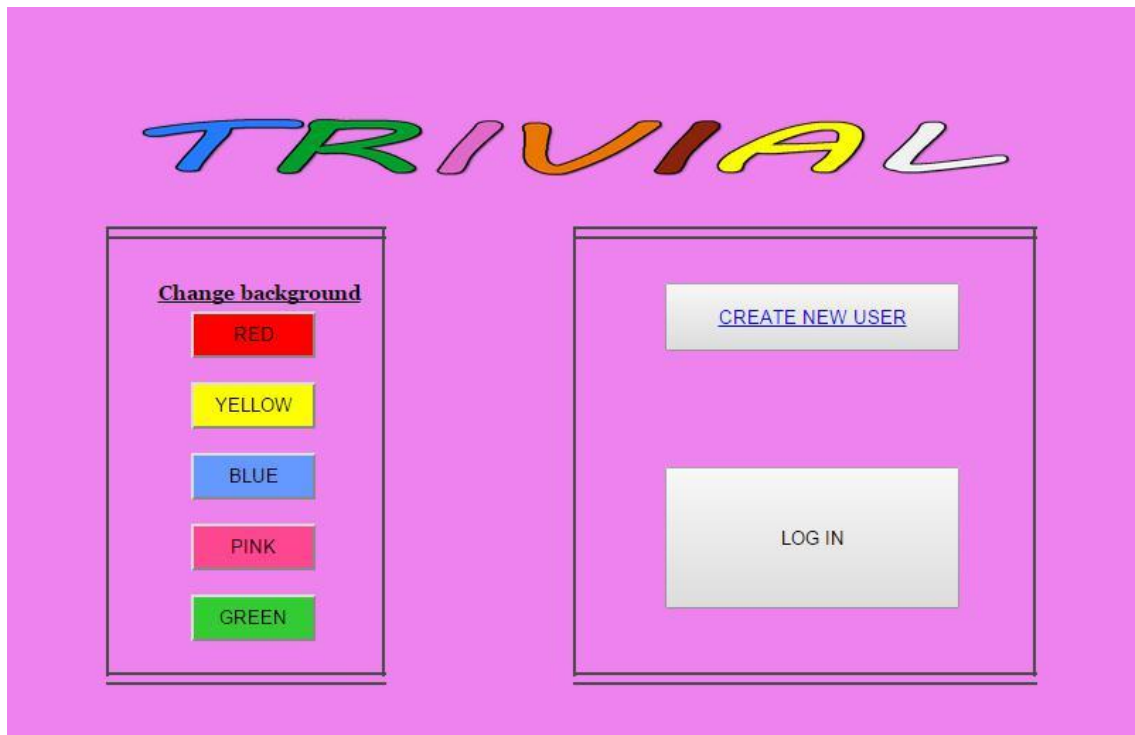 TRIVIAL
Change background
RED
YELLOW
BLUE
PINK
GREEN
CREATE NEW USER
LOG IN